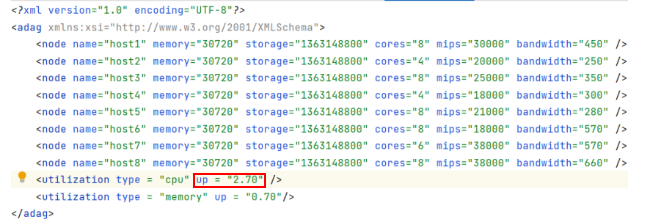 <?xml version="1.0" encoding="UTF-8"?>
<adag xmlns:xsi="http://www.w3.org/2001/XMLSchema">
<node name="host1" memory="30720" storage="1363148800" cores="8" mips="30000" bandwidth="450" />
<node name="host2" memory="30720" storage="1363148800" cores="4" mips="20000" bandwidth="250" />
<node name="host3" memory="30720" storage="1363148800" cores="8" mips="25000" bandwidth="350" />
<node name="host4" memory="30720" storage="1363148800" cores="4" mips="18000" bandwidth="300" />
<node name="host5" memory="30720" storage="1363148800" cores="8" mips="21000" bandwidth="280" />
<node name="host6" memory="30720" storage="1363148800" cores="8" mips="18000" bandwidth="570" />
<node name="host7" memory="30720" storage="1363148800" cores="6" mips="38000" bandwidth="570" />
<node name="host8" memory="30720" storage="1363148800" cores="8" mips="38000" bandwidth="660" />
<utilization type = "cpu" up = "2.70" />
<utilization type = "memory" up = "0.70"/>
</adag>